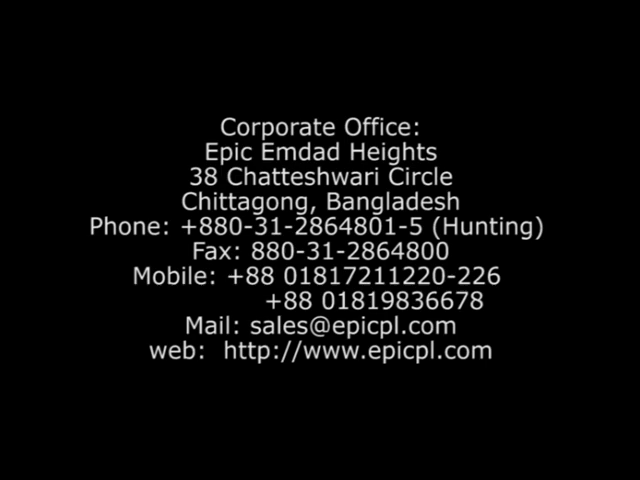 Corporate Office:
Epic Emdad Heights
38 Chatteshwari Circle
Chittagong, Bangladesh
Phone: +880-31-2864801-5 (Hunting)
Fax: 880-31-2864800
Mobile: +88 01817211220-226
+88 01819836678
Mail: sales@epicpl.com
web: http://www.epicpl.com